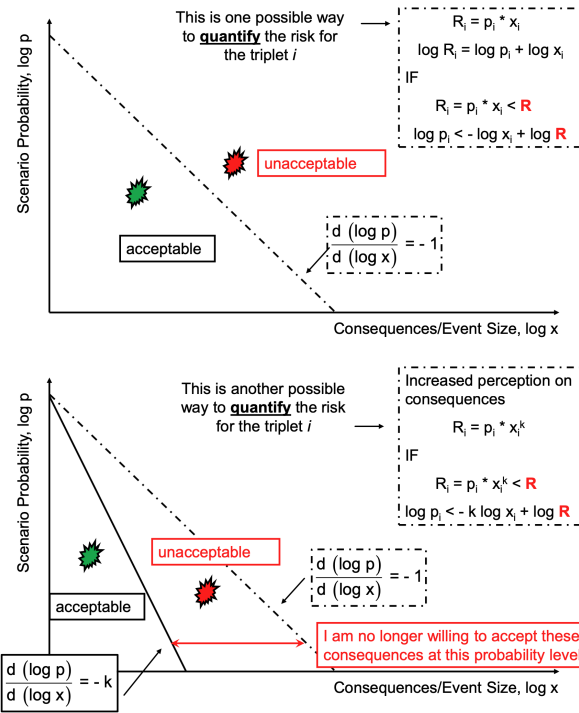 This is one possible way
to quantify the risk for
the triplet i
R_i = p_i * x_i
log R_i = log p_i + log x_i
IF
R_i = p_i * x_i < R
log p_i < - log x_i + log R
Scenario Probability, log p
unacceptable
acceptable
d (log p)
d (log x)
= - 1
Consequences/Event Size, log x
This is another possible
way to quantify the risk
for the triplet i
Increased perception on
consequences
R_i = p_i * x_i^k
IF
R_i = p_i * x_i^k < R
log p_i < - k log x_i + log R
Scenario Probability, log p
unacceptable
acceptable
d (log p)
d (log x)
= - 1
I am no longer willing to accept these
consequences at this probability level
d (log p)
d (log x)
= - k
Consequences/Event Size, log x